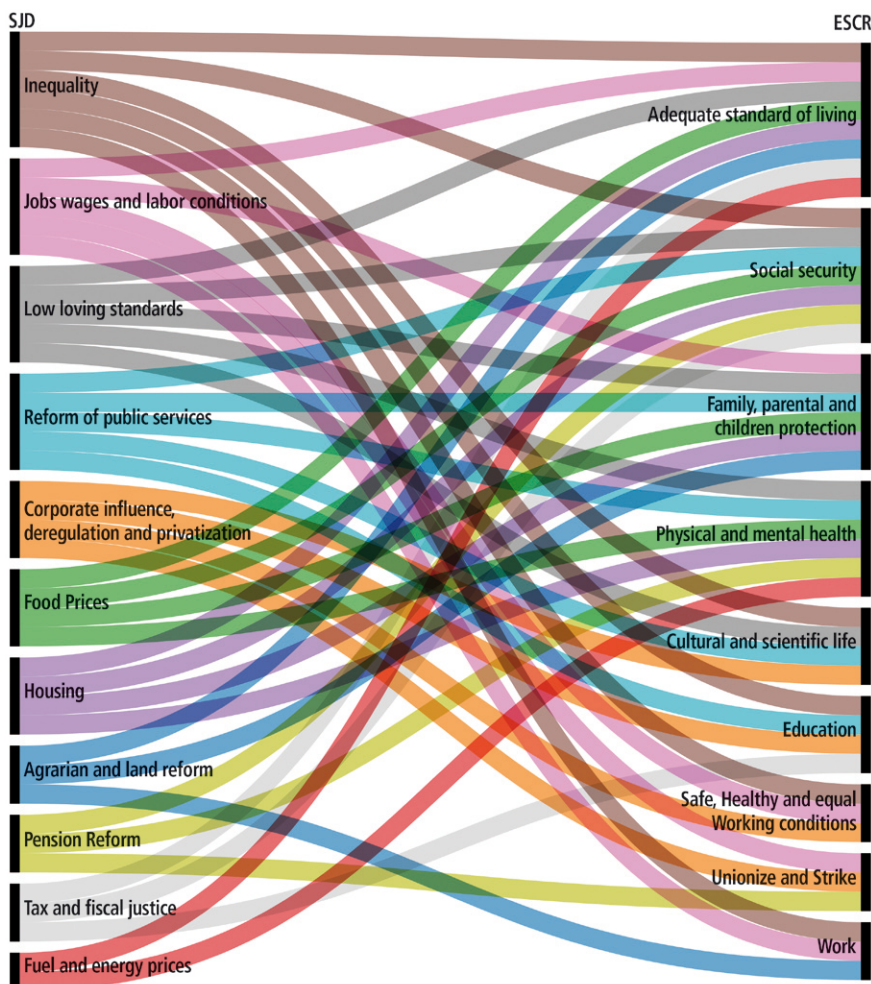 SJD
ESCR
Inequality
Jobs wages and labor conditions
Low loving standards
Reform of public services
Corporate influence,
deregulation and privatization
Food Prices
Housing
Agrarian and land reform
Pension Reform
Tax and fiscal justice
Fuel and energy prices
Adequate standard of living
Social security
Family, parental and
children protection
Physical and mental health
Cultural and scientific life
Education
Safe, Healthy and equal
Working conditions
Unionize and Strike
Work